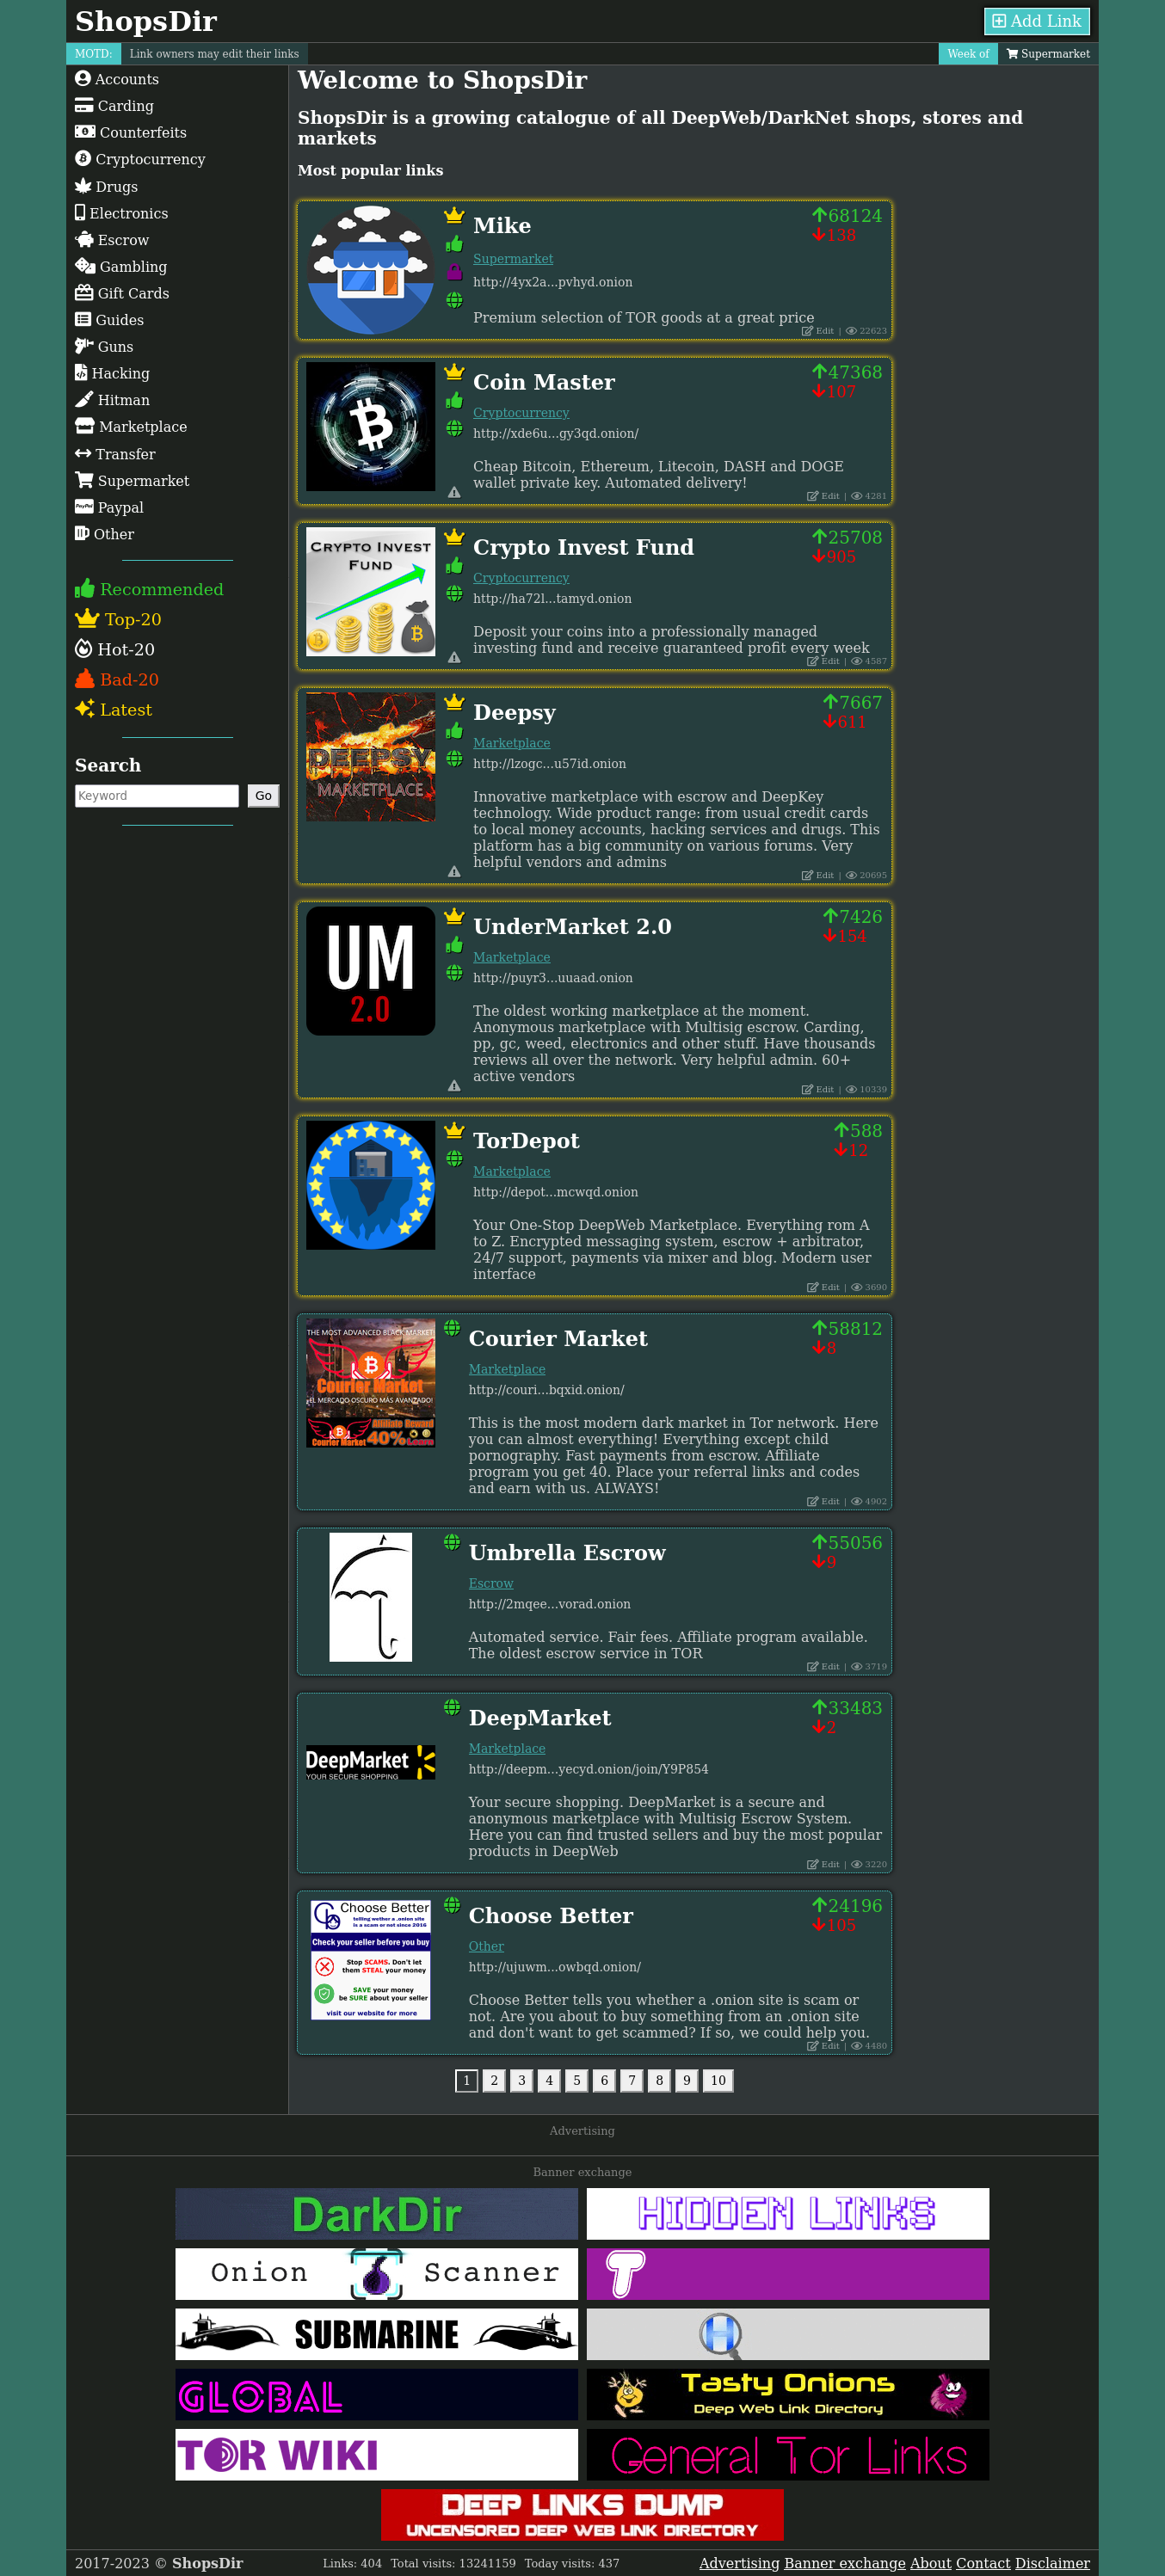 ShopsDir
Add Link
MOTD: Link owners may edit their links
Week of Supermarket
Accounts
Carding
Counterfeits
Cryptocurrency
Drugs
Electronics
Escrow
Gambling
Gift Cards
Guides
Guns
Hacking
Hitman
Marketplace
Transfer
Supermarket
Paypal
Other
Recommended
Top-20
Hot-20
Bad-20
Latest
Search
Keyword Go
Welcome to ShopsDir
ShopsDir is a growing catalogue of all DeepWeb/DarkNet shops, stores and
markets
Most popular links
Mike
68124
138
Supermarket
http://4yx2a...pvhyd.onion
Premium selection of TOR goods at a great price
Edit | 22623
Coin Master
47368
107
Cryptocurrency
http://xde6u...gy3qd.onion/
Cheap Bitcoin, Ethereum, Litecoin, DASH and DOGE
wallet private key. Automated delivery!
Edit | 4281
CRYPTO INVEST
FUND
Crypto Invest Fund
25708
905
Cryptocurrency
http://ha72l...tamyd.onion
Deposit your coins into a professionally managed
investing fund and receive guaranteed profit every week
Edit | 4587
DEEPSY
MARKETPLACE
Deepsy
7667
611
Marketplace
http://lzogc...u57id.onion
Innovative marketplace with escrow and DeepKey
technology. Wide product range: from usual credit cards
to local money accounts, hacking services and drugs. This
platform has a big community on various forums. Very
helpful vendors and admins
Edit | 20695
UM
2.0
UnderMarket 2.0
7426
154
Marketplace
http://puyr3...uuaad.onion
The oldest working marketplace at the moment.
Anonymous marketplace with Multisig escrow. Carding,
pp, gc, weed, electronics and other stuff. Have thousands
reviews all over the network. Very helpful admin. 60+
active vendors
Edit | 10339
TorDepot
588
12
Marketplace
http://depot...mcwqd.onion
Your One-Stop DeepWeb Marketplace. Everything rom A
to Z. Encrypted messaging system, escrow + arbitrator,
24/7 support, payments via mixer and blog. Modern user
interface
Edit | 3690
THE MOST ADVANCED BLACK MARKET
Courier Market
EL MERCADO OSCURO MÁS AVANZADO!
Affiliate Reward
Courier Market 40%
Courier Market
58812
8
Marketplace
http://couri...bqxid.onion/
This is the most modern dark market in Tor network. Here
you can almost everything! Everything except child
pornography. Fast payments from escrow. Affiliate
program you get 40. Place your referral links and codes
and earn with us. ALWAYS!
Edit | 4902
Umbrella Escrow
55056
9
Escrow
http://2mqee...vorad.onion
Automated service. Fair fees. Affiliate program available.
The oldest escrow service in TOR
Edit | 3719
DeepMarket
YOUR SECURE SHOPPING
DeepMarket
33483
2
Marketplace
http://deepm...yecyd.onion/join/Y9P854
Your secure shopping. DeepMarket is a secure and
anonymous marketplace with Multisig Escrow System.
Here you can find trusted sellers and buy the most popular
products in DeepWeb
Edit | 3220
Choose Better
telling wether a .onion site
is a scam or not since 2016
Check your seller before you buy
Stop SCAMS. Don't let
them STEAL your money
SAVE your money
be SURE about your seller
visit our website for more
Choose Better
24196
105
Other
http://ujuwm...owbqd.onion/
Choose Better tells you whether a .onion site is scam or
not. Are you about to buy something from an .onion site
and don't want to get scammed? If so, we could help you.
Edit | 4480
1 2 3 4 5 6 7 8 9 10
Advertising
Banner exchange
DarkDir
HIDDEN LINKS
Onion Scanner
T
SUBMARINE
H
GLOBAL
Tasty Onions
Deep Web Link Directory
TOR WIKI
General Tor Links
DEEP LINKS DUMP
UNCENSORED DEEP WEB LINK DIRECTORY
2017-2023 © ShopsDir
Links: 404 Total visits: 13241159 Today visits: 437
Advertising Banner exchange About Contact Disclaimer